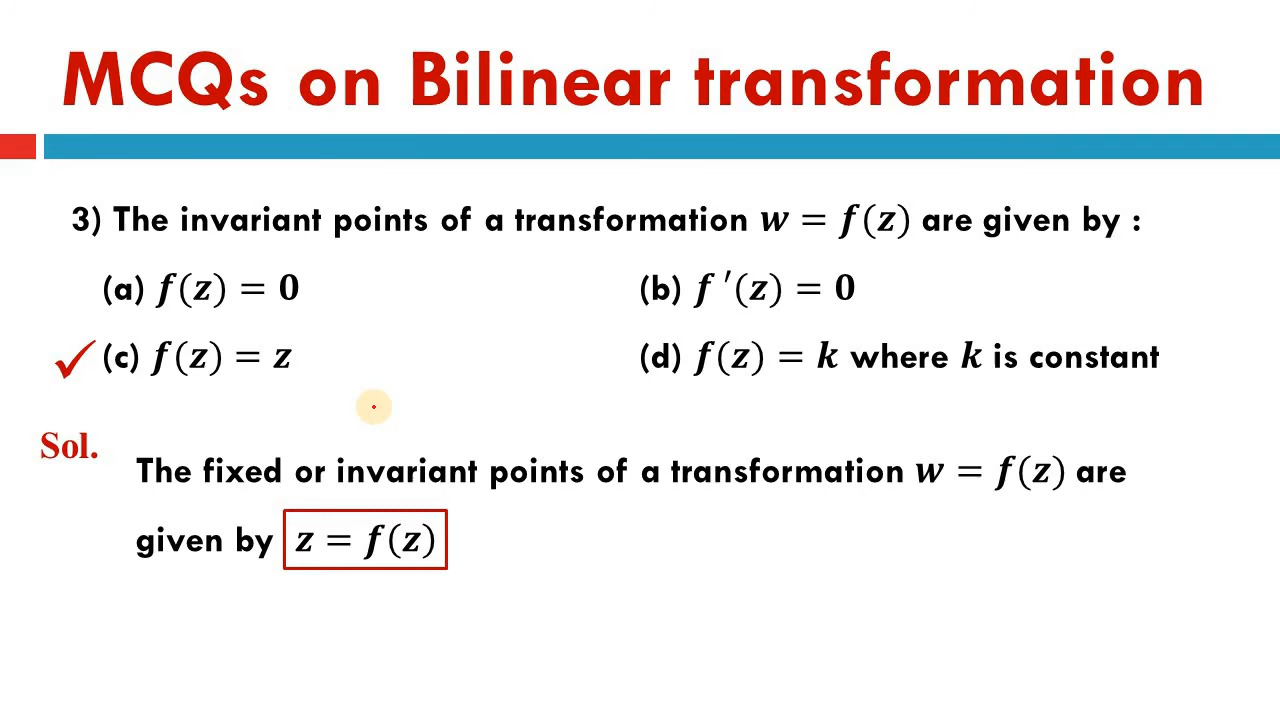 MCQs on Bilinear transformation
3) The invariant points of a transformation w = f(z) are given by :
(a) f(z) = 0 (b) f ′(z) = 0
✓ (c) f(z) = z (d) f(z) = k where k is constant
Sol.
The fixed or invariant points of a transformation w = f(z) are
given by z = f(z)